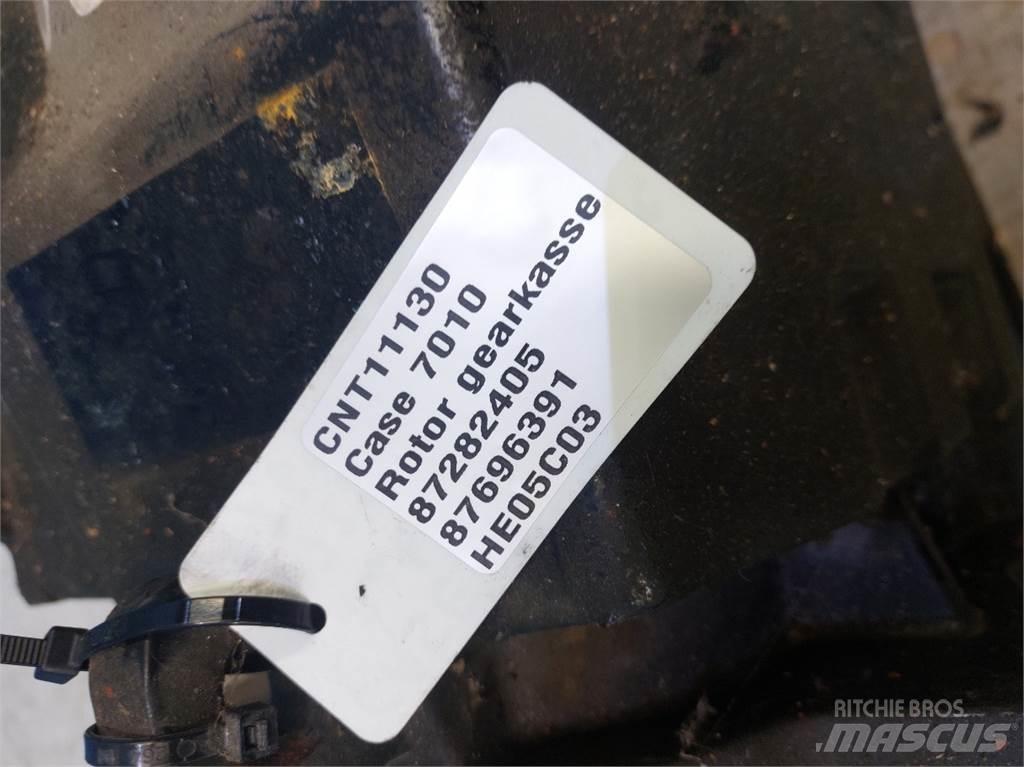 CNT11130
Case 7010
Rotor gearkasse
87282405
87696391
HE05C03
RITCHIE BROS.
MASCUS